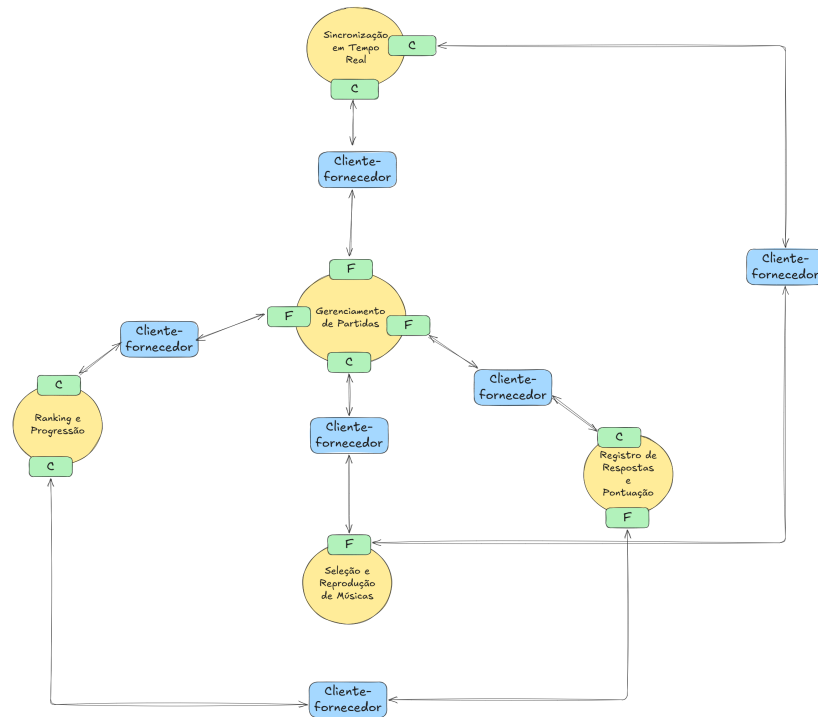 Sincronização
em Tempo
Real
C
C
Cliente-
fornecedor
Cliente-
fornecedor
F
Gerenciamento
de Partidas
F
F
C
Cliente-
fornecedor
Cliente-
fornecedor
C
Ranking e
Progressão
C
Cliente-
fornecedor
C
Registro de
Respostas
e
Pontuação
F
F
Seleção e
Reprodução
de Músicas
Cliente-
fornecedor